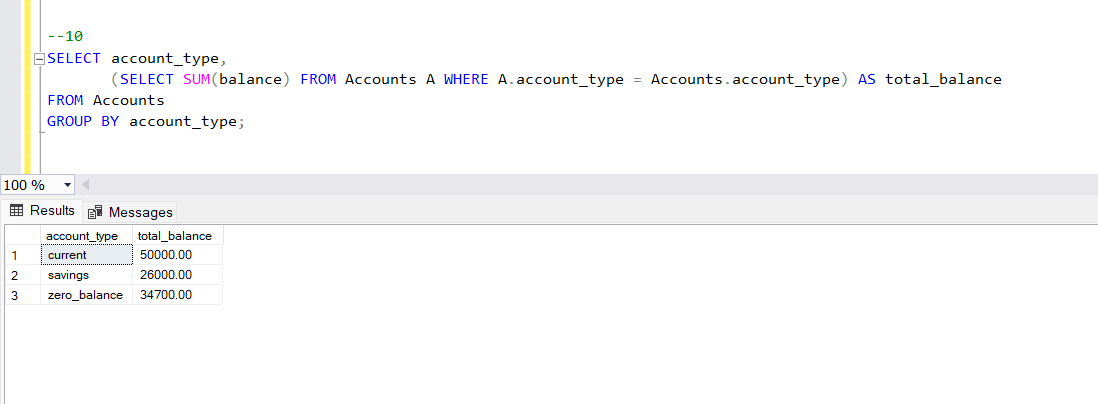 --10
SELECT account_type,
(SELECT SUM(balance) FROM Accounts A WHERE A.account_type = Accounts.account_type) AS total_balance
FROM Accounts
GROUP BY account_type;
100 %
Results Messages
account_type total_balance
1 current 50000.00
2 savings 26000.00
3 zero_balance 34700.00